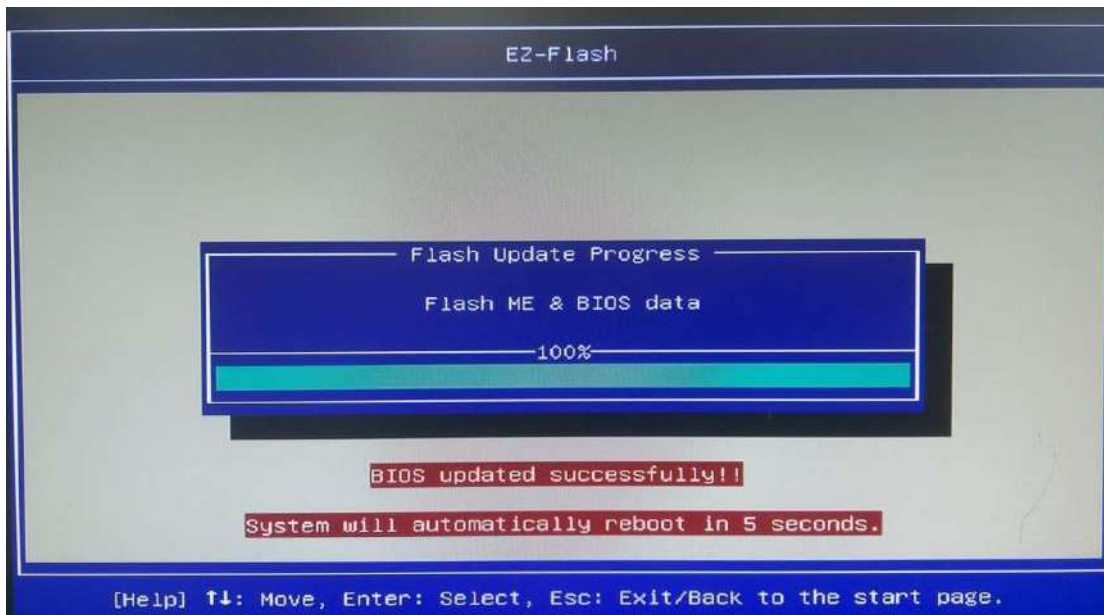 EZ-Flash
Flash Update Progress
Flash ME & BIOS data
100%
BIOS updated successfully!!
System will automatically reboot in 5 seconds.
[Help] ↑↓: Move, Enter: Select, Esc: Exit/Back to the start page.